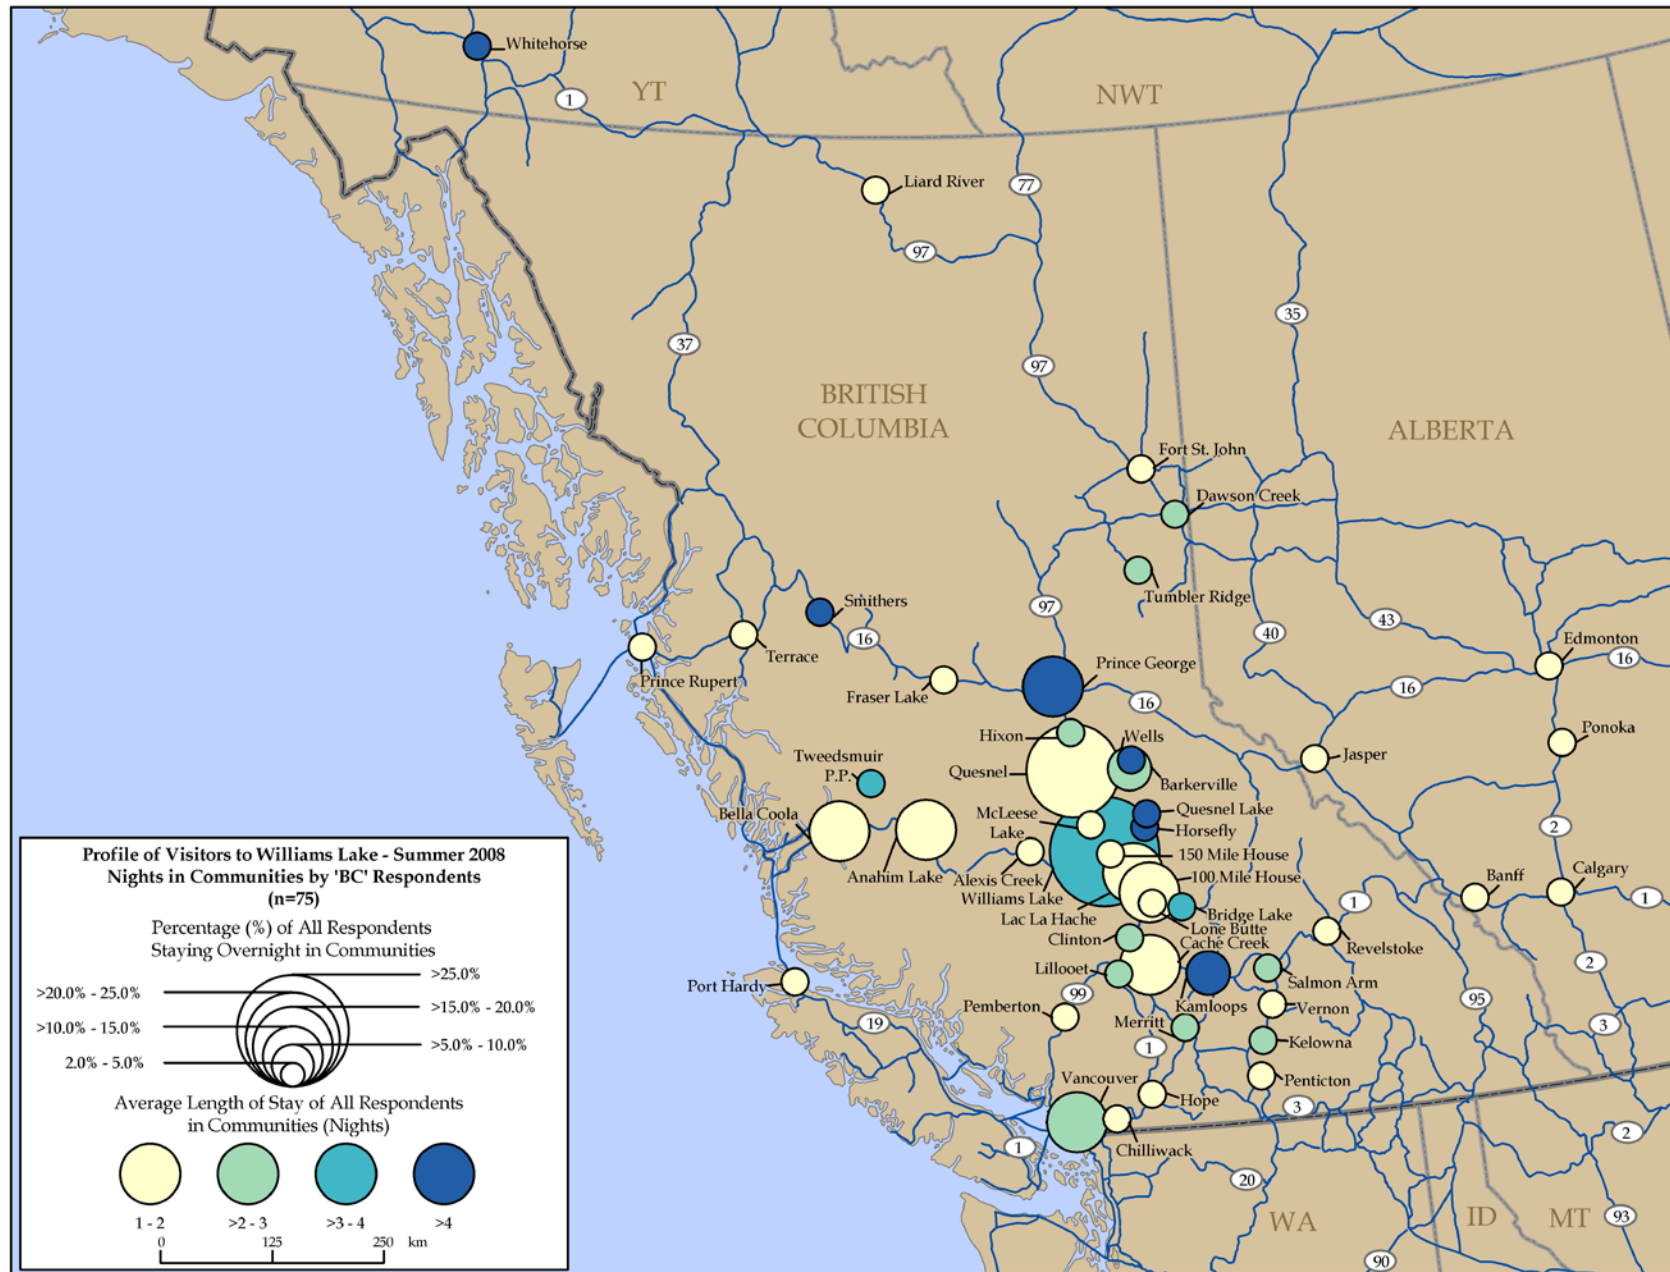 Whitehorse
YT
NWT
1
Liard River
77
97
35
37
97
BRITISH
COLUMBIA
ALBERTA
Fort St. John
Dawson Creek
Tumbler Ridge
Smithers
97
16
40
43
Edmonton
16
Terrace
Prince Rupert
Prince George
Fraser Lake
16
16
Hixon
Wells
Ponoka
Jasper
Tweedsmuir
P.P.
Quesnel
Barkerville
Bella Coola
McLeese
Lake
Quesnel Lake
Horsefly
2
150 Mile House
Anahim Lake
Alexis Creek
100 Mile House
Williams Lake
Banff
Calgary
1
1
Lac La Hache
Bridge Lake
Lone Butte
Clinton
Caché Creek
Revelstoke
2
Lillooet
Salmon Arm
Port Hardy
99
95
Pemberton
Kamloops
Vernon
19
Merritt
3
Kelowna
1
Vancouver
Penticton
Hope
3
2
Chilliwack
1
20
WA
ID
MT
93
90
Profile of Visitors to Williams Lake - Summer 2008
Nights in Communities by 'BC' Respondents
(n=75)
Percentage (%) of All Respondents
Staying Overnight in Communities
>25.0%
>20.0% - 25.0%
>15.0% - 20.0%
>10.0% - 15.0%
>5.0% - 10.0%
2.0% - 5.0%
Average Length of Stay of All Respondents
in Communities (Nights)
1 - 2 >2 - 3 >3 - 4 >4
0 125 250 km